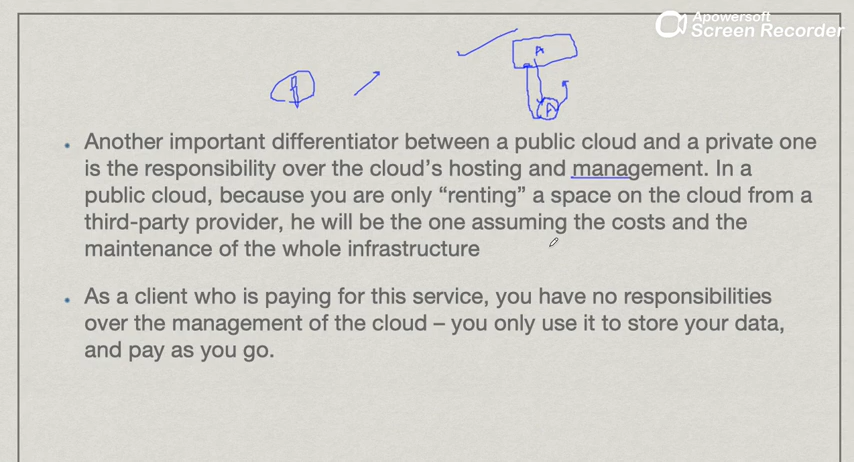 Apowersoft
Screen Recorder
A
A
• Another important differentiator between a public cloud and a private one
is the responsibility over the cloud's hosting and management. In a
public cloud, because you are only “renting” a space on the cloud from a
third-party provider, he will be the one assuming the costs and the
maintenance of the whole infrastructure
• As a client who is paying for this service, you have no responsibilities
over the management of the cloud – you only use it to store your data,
and pay as you go.